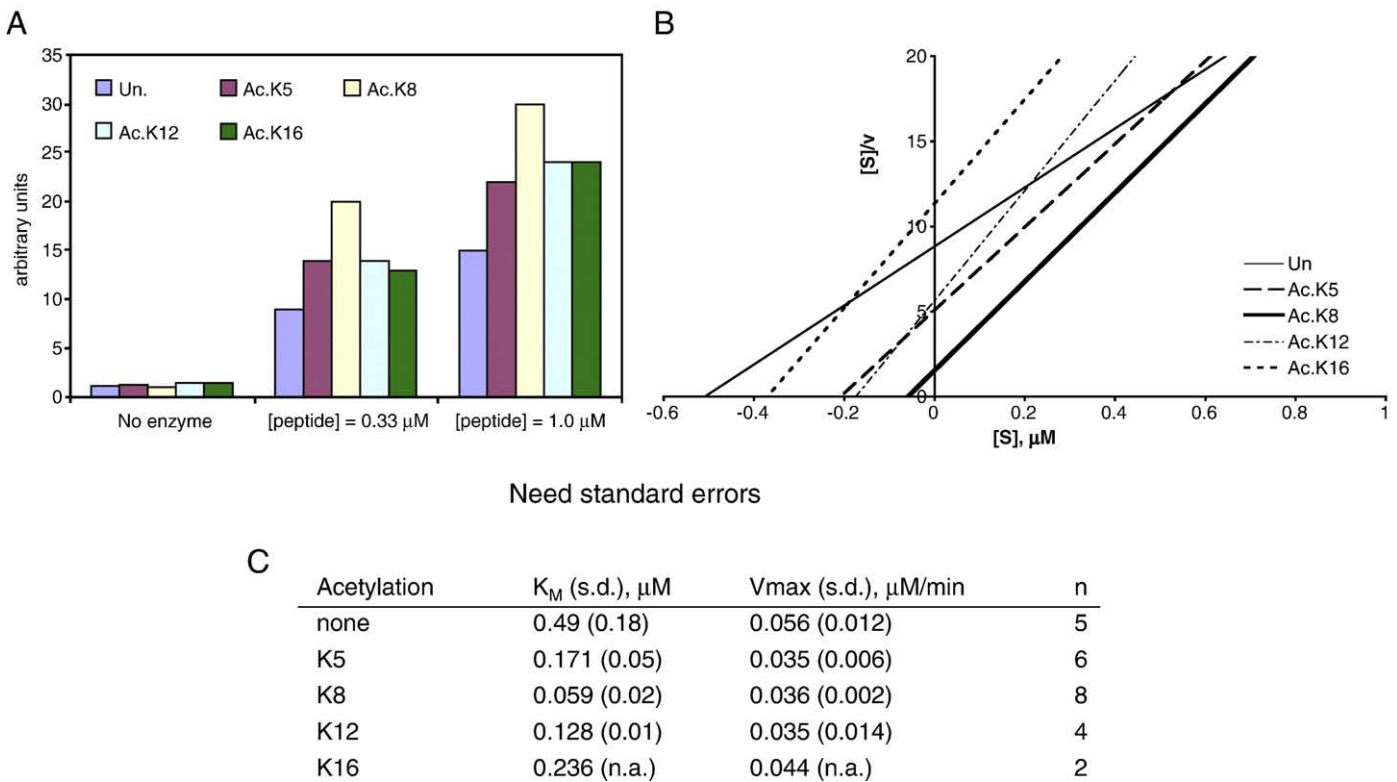 A
35
30
25
20
15
10
5
0
arbitrary units
Un.
Ac.K5
Ac.K8
Ac.K12
Ac.K16
No enzyme
[peptide] = 0.33 μM
[peptide] = 1.0 μM
B
20
15
10
5
0
[S]/v
-0.6
-0.4
-0.2
0
0.2
0.4
0.6
0.8
1
[S], μM
Un
Ac.K5
Ac.K8
Ac.K12
Ac.K16
Need standard errors
C
Acetylation K_M (s.d.), μM Vmax (s.d.), μM/min n
none 0.49 (0.18) 0.056 (0.012) 5
K5 0.171 (0.05) 0.035 (0.006) 6
K8 0.059 (0.02) 0.036 (0.002) 8
K12 0.128 (0.01) 0.035 (0.014) 4
K16 0.236 (n.a.) 0.044 (n.a.) 2